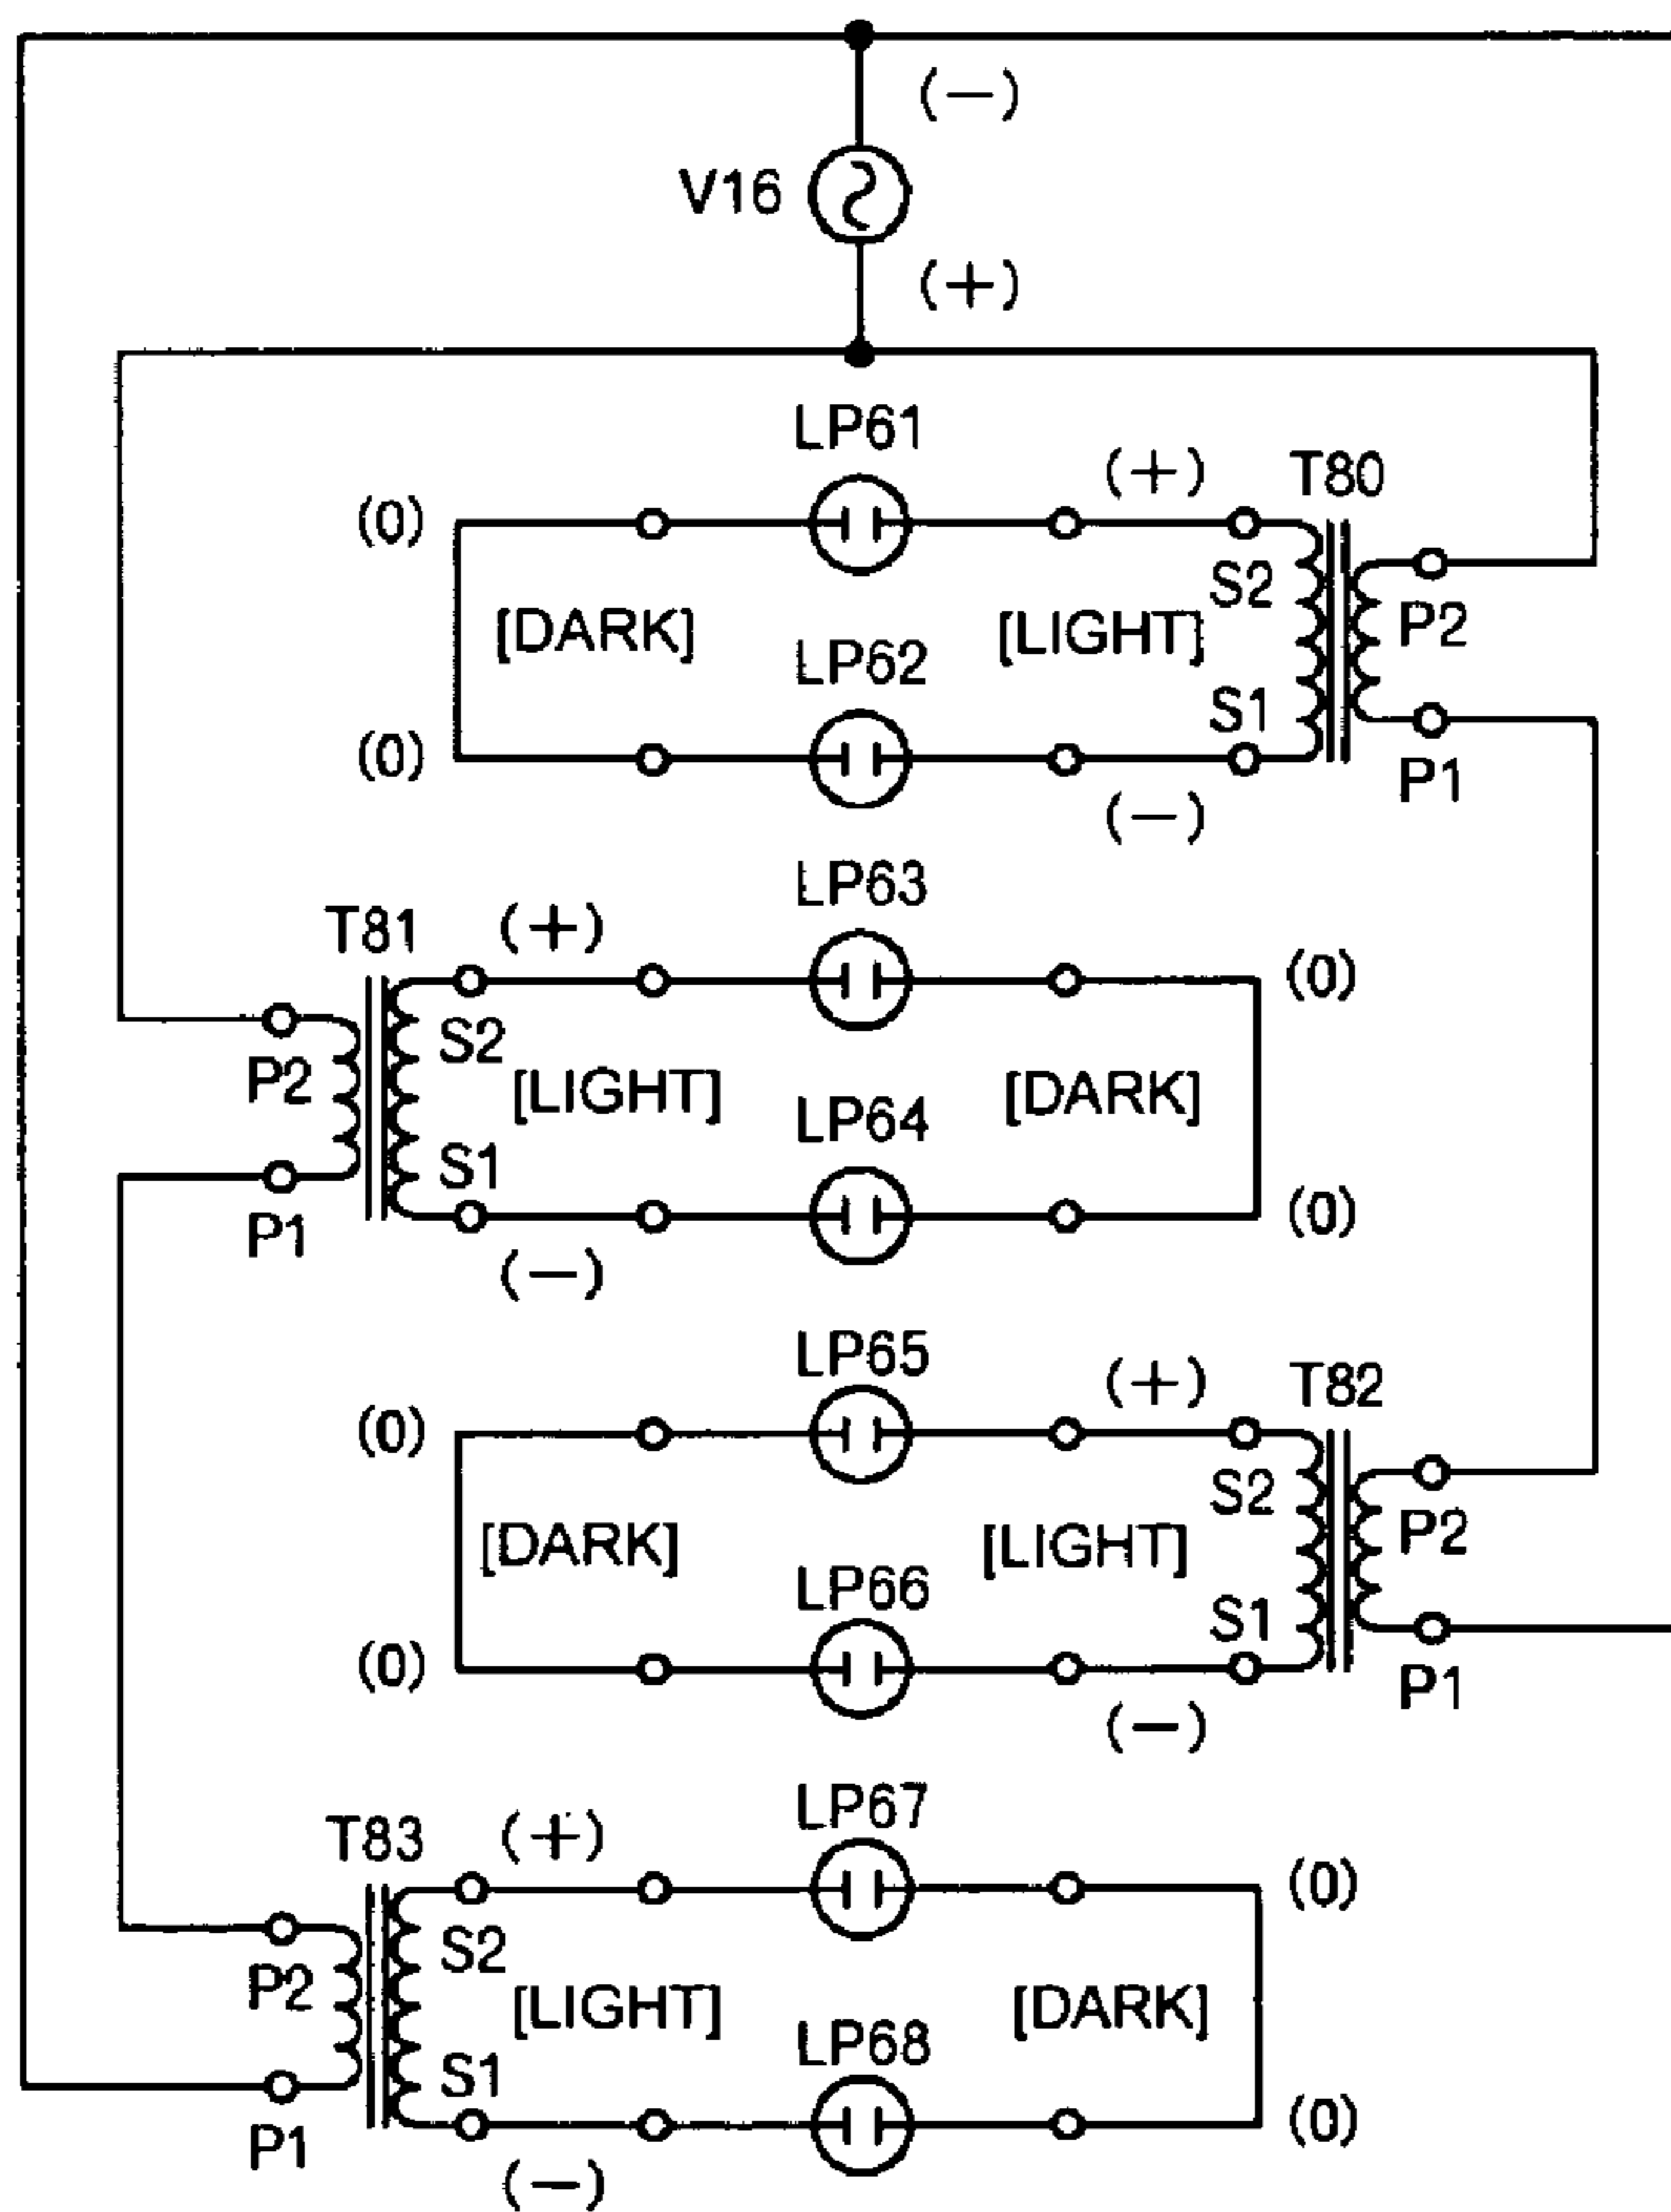 (−)
V16
(+)
LP61
(+)
T80
(0)
S2
[DARK]
[LIGHT]
P2
LP62
S1
(0)
P1
(−)
LP63
T81
(+)
(0)
S2
P2
[LIGHT]
[DARK]
LP64
S1
(0)
P1
(−)
LP65
(+)
T82
(0)
S2
P2
[DARK]
[LIGHT]
LP66
S1
(0)
P1
(−)
LP67
T83
(+)
(0)
S2
P2
[LIGHT]
[DARK]
LP68
S1
(0)
P1
(−)